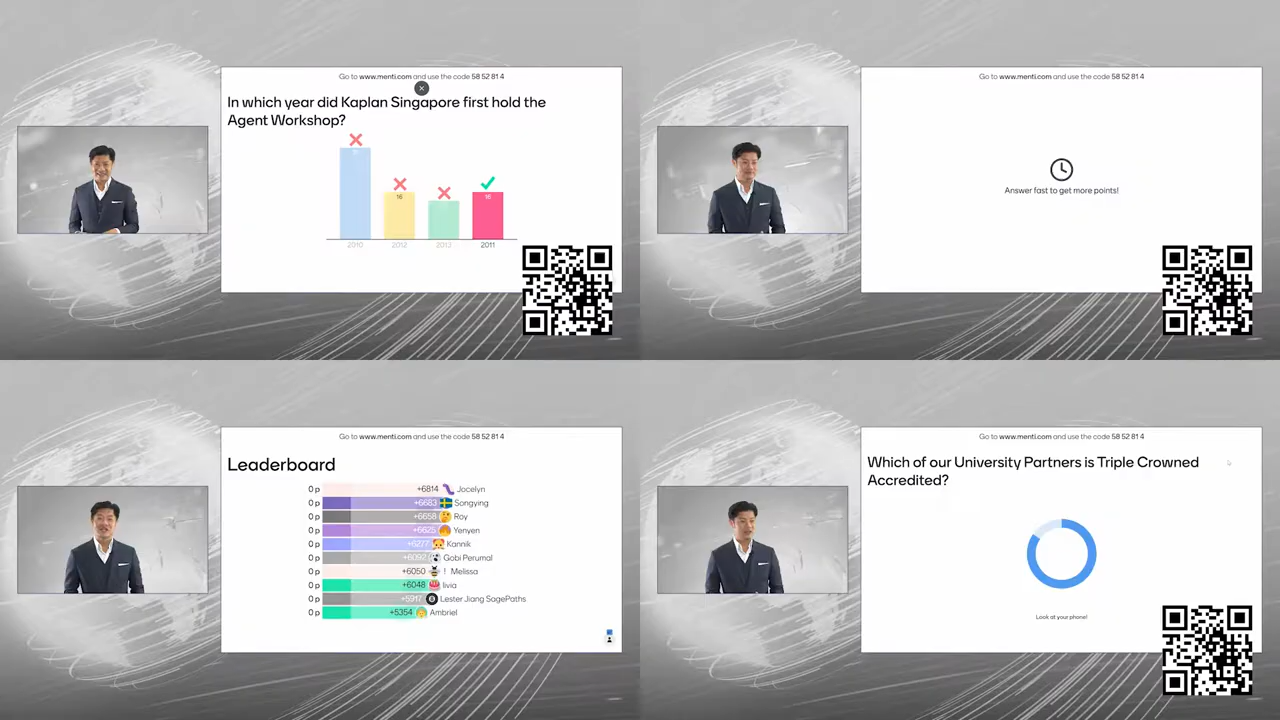 Go to www.menti.com and use the code 58 52 81 4
In which year did Kaplan Singapore first hold the
Agent Workshop?
16
16
2010
2012
2013
2011
Go to www.menti.com and use the code 58 52 81 4
Answer fast to get more points!
Go to www.menti.com and use the code 58 52 81 4
Leaderboard
0 p +6814 Jocelyn
0 p +6683 Songying
0 p +6658 Roy
0 p +6625 Yenyen
0 p +6277 Kannik
0 p +6092 Gobi Perumal
0 p +6050 ! Melissa
0 p +6048 livia
0 p Lester Jiang SagePaths
0 p +5354 Ambriel
Go to www.menti.com and use the code 58 52 81 4
Which of our University Partners is Triple Crowned
Accredited?
Look at your phone!